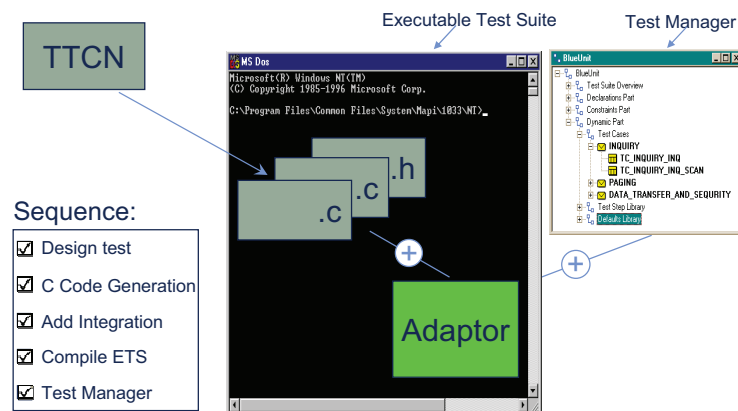 Executable Test Suite
Test Manager
TTCN
MS Dos
Microsoft(R) Windows NT(TM)
(C) Copyright 1985-1996 Microsoft Corp.
C:\Program Files\Common Files\System\Mapi\1033\NT>_
.h
.c
.c
+
Adaptor
+
BlueUnit
BlueUnit
Test Suite Overview
Declarations Part
Constraints Part
Dynamic Part
Test Cases
INQUIRY
TC_INQUIRY_INQ
TC_INQUIRY_INQ_SCAN
PAGING
DATA_TRANSFER_AND_SEQURITY
Test Step Library
Defaults Library
Sequence:
Design test
C Code Generation
Add Integration
Compile ETS
Test Manager